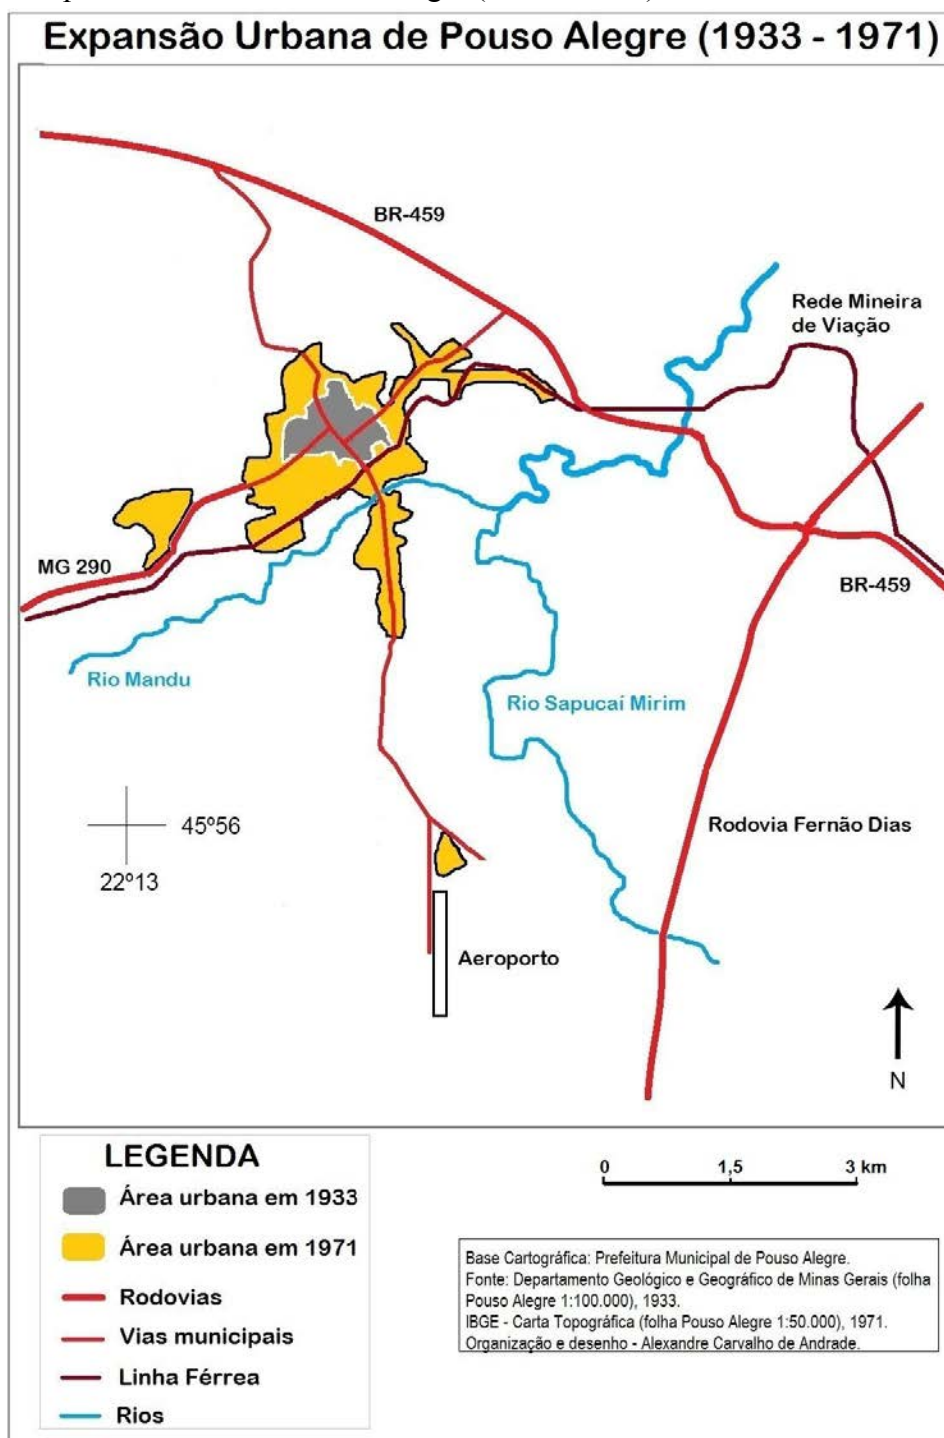 Expansão Urbana de Pouso Alegre (1933 - 1971)
BR-459
Rede Mineira
de Viação
MG 290
BR-459
Rio Mandu
Rio Sapucaí Mirim
45º56
22º13
Rodovia Fernão Dias
Aeroporto
N
LEGENDA
Área urbana em 1933
Área urbana em 1971
Rodovias
Vias municipais
Linha Férrea
Rios
0 1,5 3 km
Base Cartográfica: Prefeitura Municipal de Pouso Alegre.
Fonte: Departamento Geológico e Geográfico de Minas Gerais (folha
Pouso Alegre 1:100.000), 1933.
IBGE - Carta Topográfica (folha Pouso Alegre 1:50.000), 1971.
Organização e desenho - Alexandre Carvalho de Andrade.